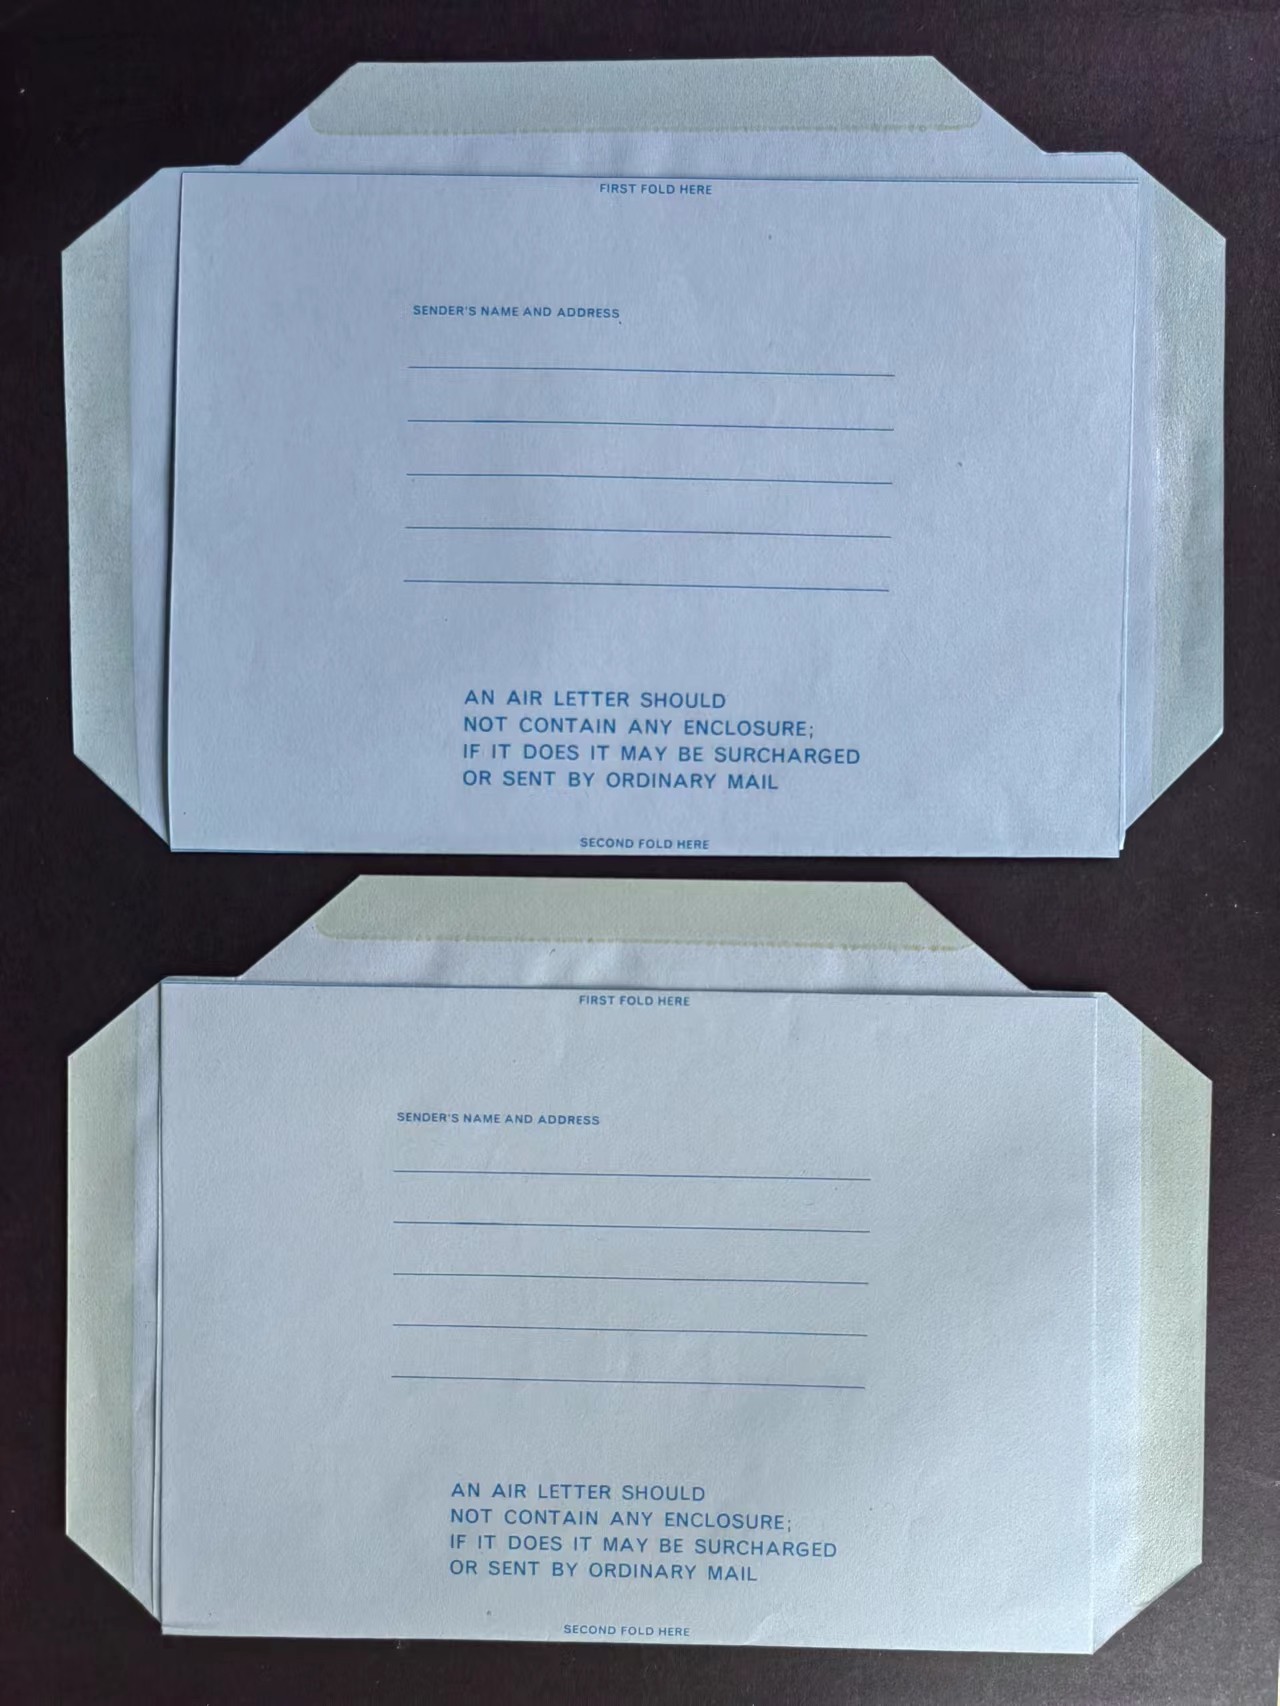 FIRST FOLD HERE
SENDER'S NAME AND ADDRESS
AN AIR LETTER SHOULD
NOT CONTAIN ANY ENCLOSURE;
IF IT DOES IT MAY BE SURCHARGED
OR SENT BY ORDINARY MAIL
SECOND FOLD HERE
FIRST FOLD HERE
SENDER'S NAME AND ADDRESS
AN AIR LETTER SHOULD
NOT CONTAIN ANY ENCLOSURE;
IF IT DOES IT MAY BE SURCHARGED
OR SENT BY ORDINARY MAIL
SECOND FOLD HERE